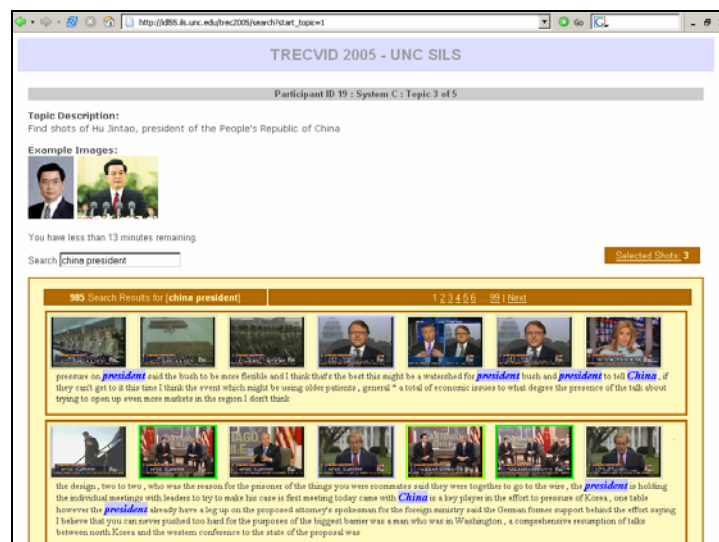 http://idl55.ils.unc.edu/trec2005/search?start_topic=1
Go
TRECVID 2005 - UNC SILS
Participant ID 19 : System C : Topic 3 of 5
Topic Description:
Find shots of Hu Jintao, president of the People's Republic of China
Example Images:
You have less than 13 minutes remaining.
Search china president
Selected Shots: 3
985 Search Results for [china president]
1 2 3 4 5 6 ... 99 | Next
pressure on president said the bush to be more flexible and I think that's the best this might be a watershed for president bush and president to tell China , if
they can't get to it this time I think the event which might be using older patients , general * a total of economic issues to what degree the presence of the talk about
trying to open up even more markets in the region I don't think
the design , two to two , who was the reason for the prisoner of the things you were roommates said they were together to go to the wire , the president is holding
the individual meetings with leaders to try to make his case is first meeting today came with China is a key player in the effort to pressure of Korea , one table
however the president already have a leg up on the proposed attorney's spokesman for the foreign ministry said the German former support behind the effort saying
I believe that you can never pushed too hard for the purposes of the biggest barrier was a man who was in Washington , a comprehensive resumption of talks
between north Korea and the western conference to the state of the proposal was